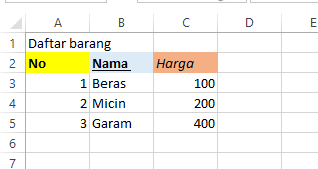 A B C D E
1 Daftar barang
2 No Nama Harga
3 1 Beras 100
4 2 Micin 200
5 3 Garam 400
6
7